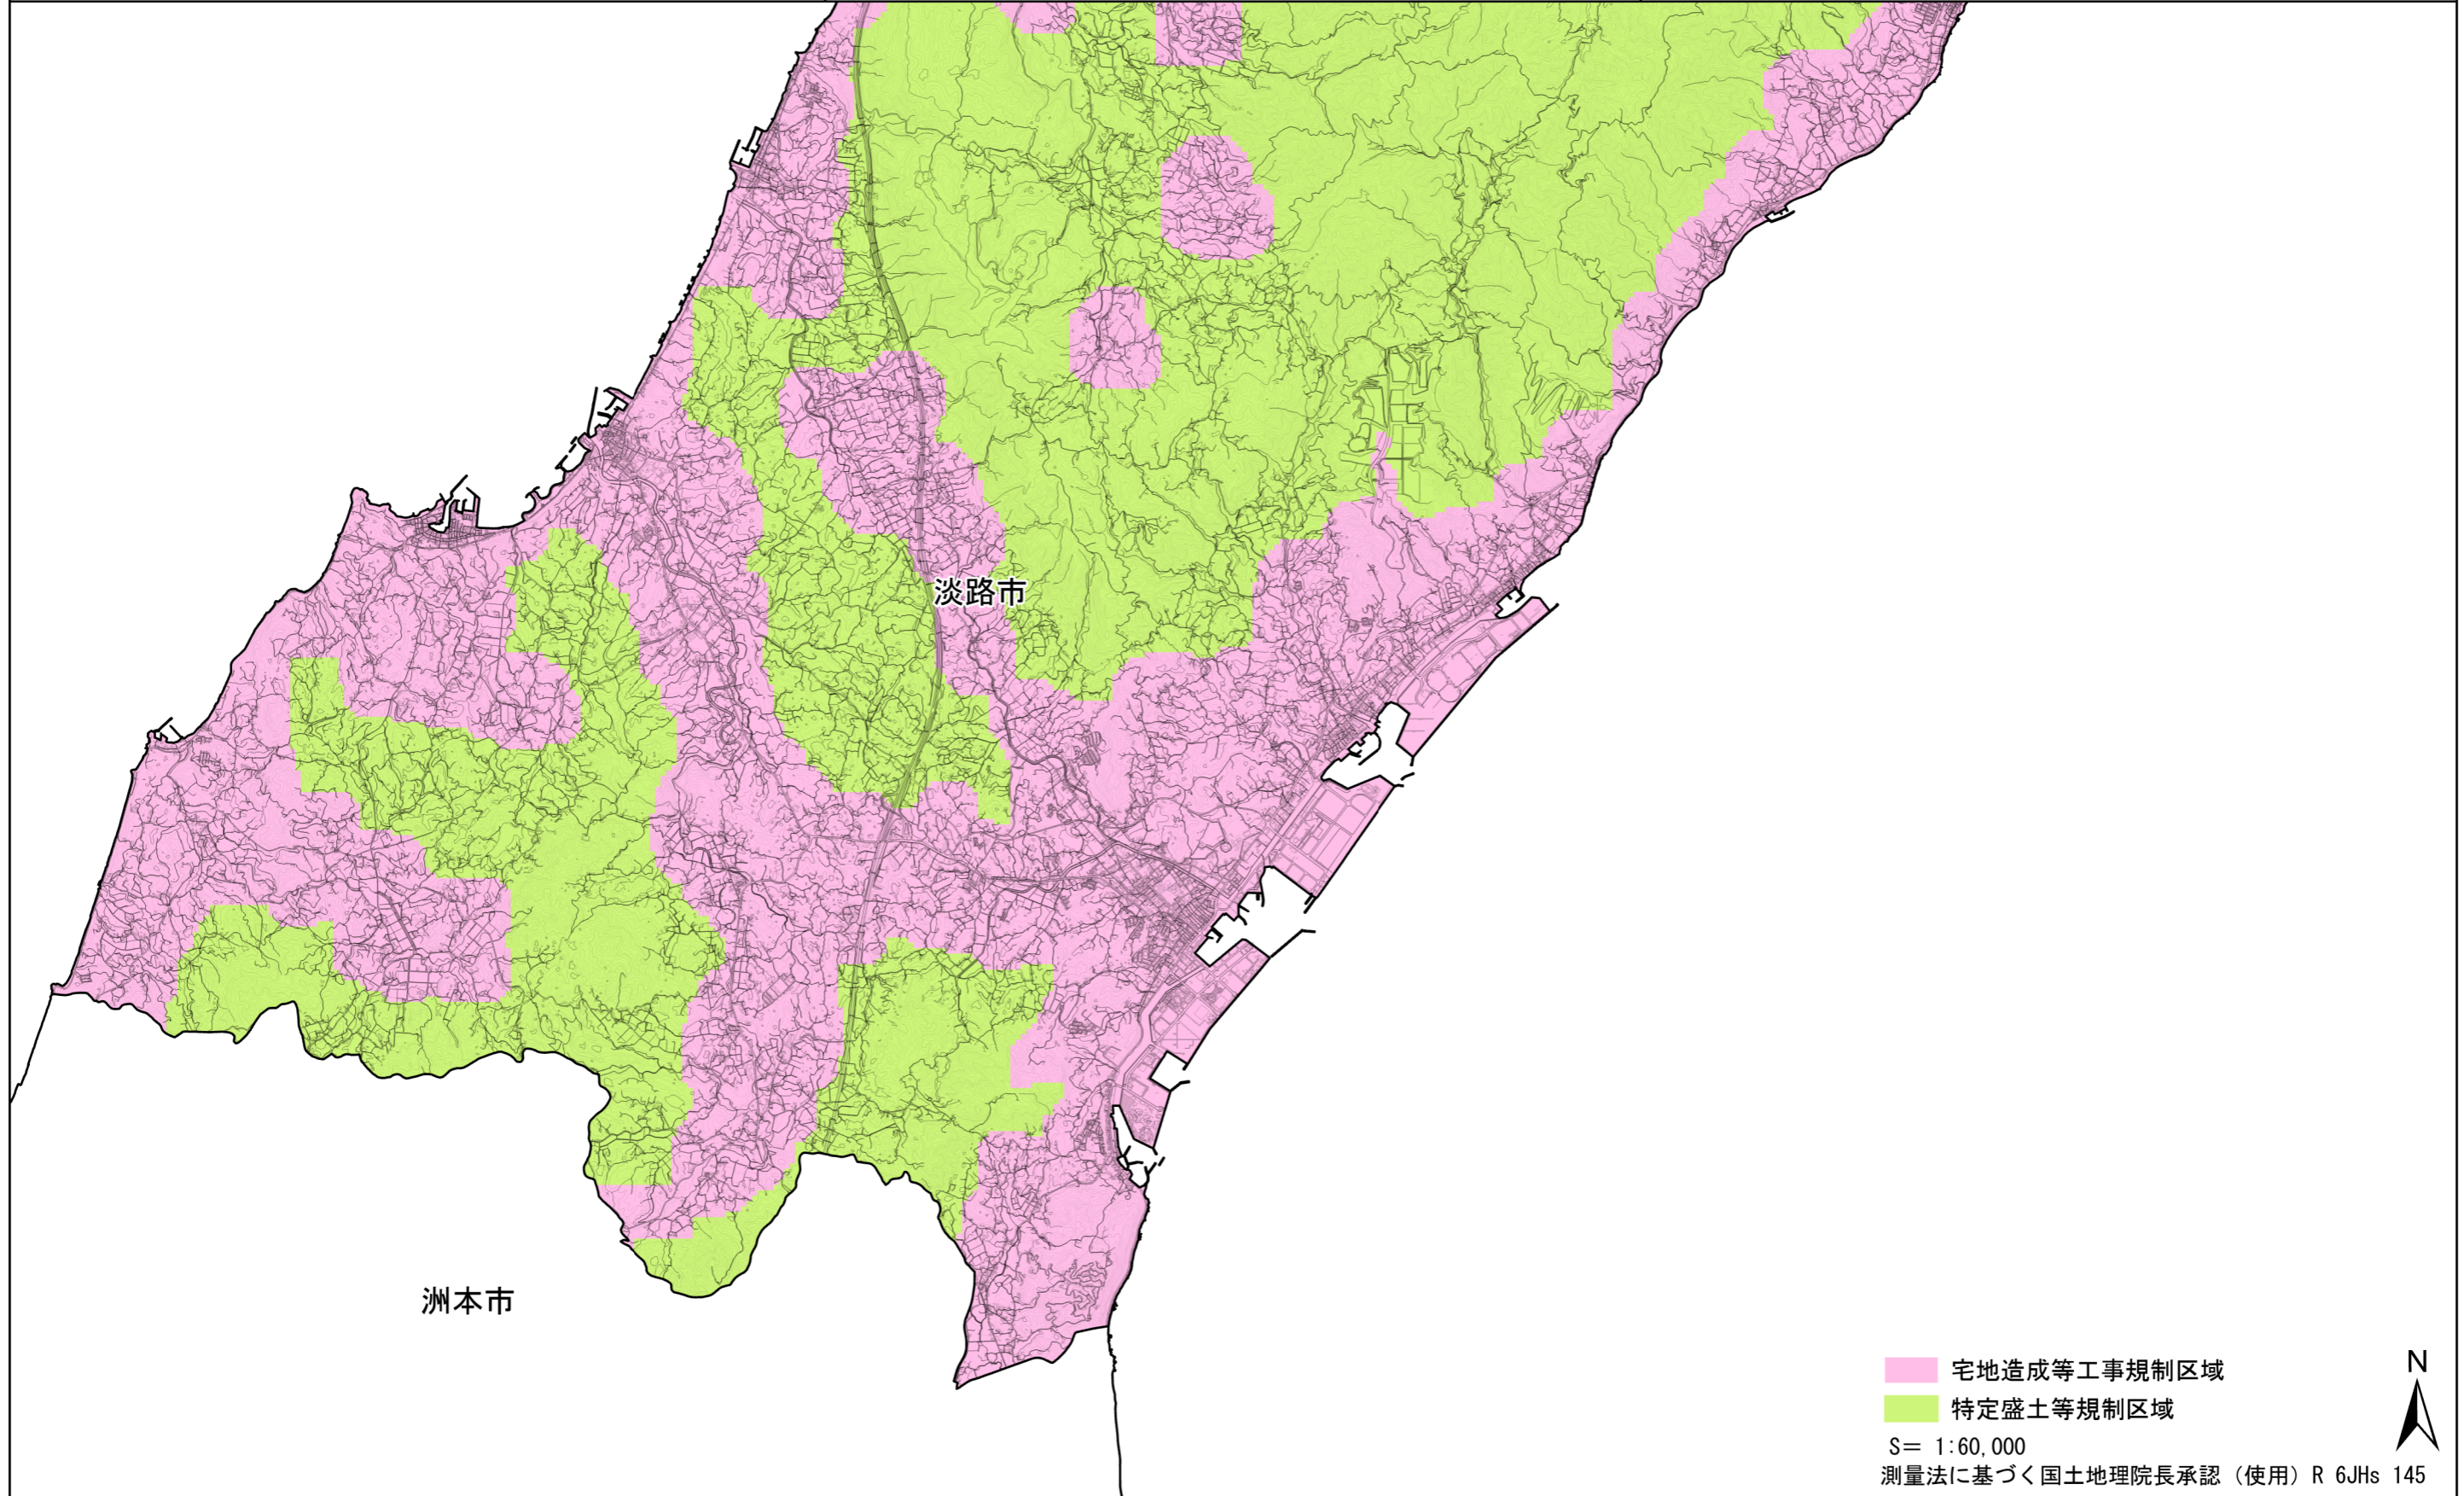 淡路市
洲本市
宅地造成等工事規制区域
特定盛土等規制区域
N
S= 1:60,000
測量法に基づく国土地理院長承認（使用）R 6JHs 145